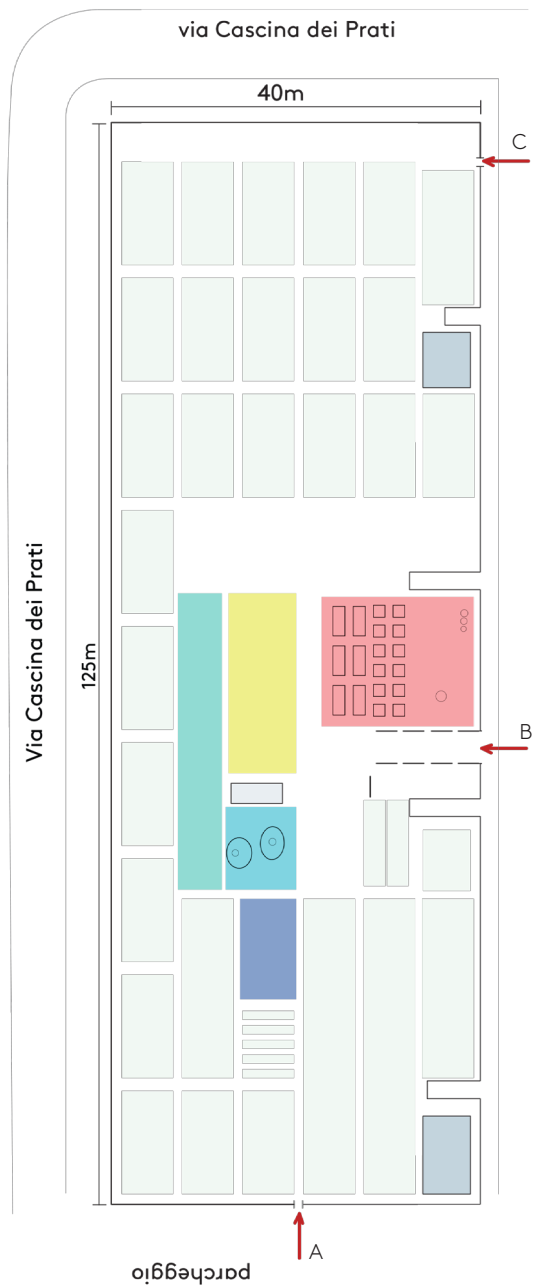 via Cascina dei Prati
40m
C
Via Cascina dei Prati
125m
B
A
parcheggio